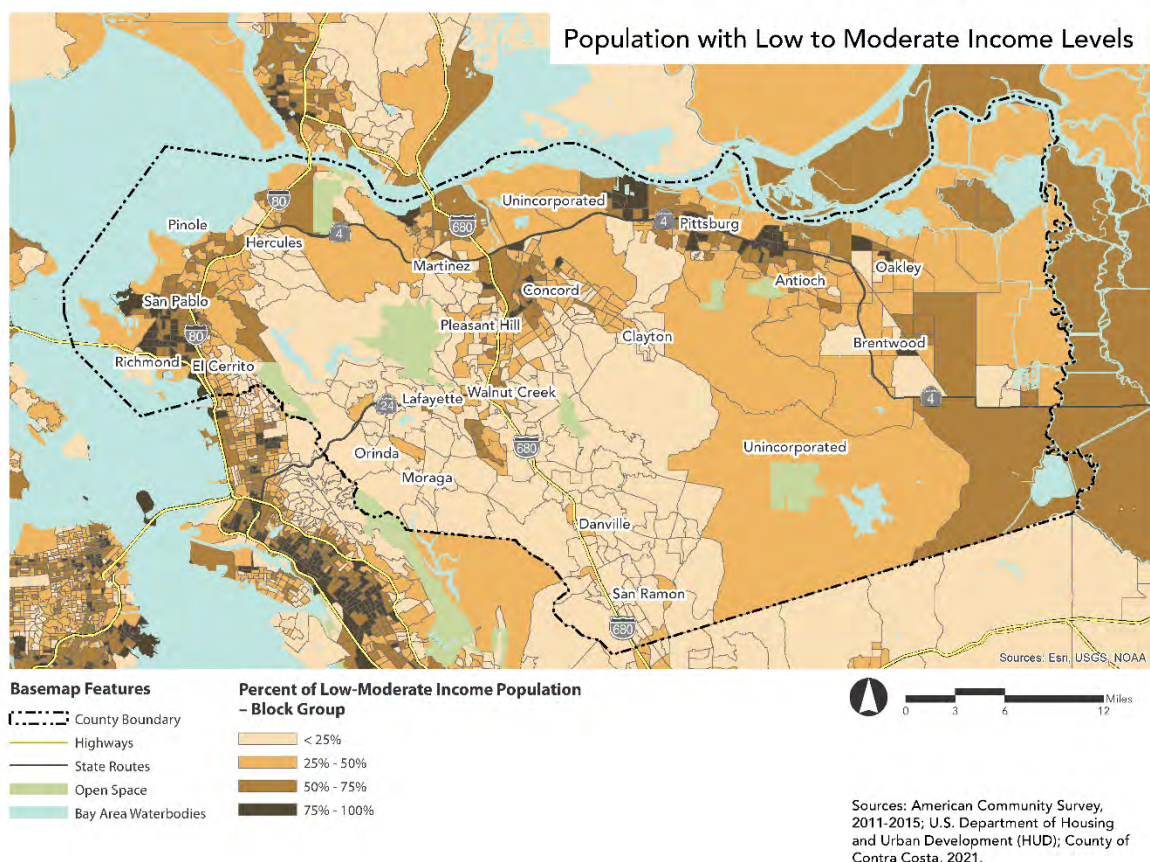 Population with Low to Moderate Income Levels
Unincorporated
80
Pinole
680
4
Pittsburg
Hercules
4
Martinez
Oakley
Antioch
Concord
San Pablo
Pleasant Hill
80
Clayton
Brentwood
Richmond
El Cerrito
Walnut Creek
Lafayette
24
4
Orinda
680
Unincorporated
Moraga
Danville
San Ramon
680
Sources: Esri, USGS, NOAA
Basemap Features
County Boundary
Highways
State Routes
Open Space
Bay Area Waterbodies
Percent of Low-Moderate Income Population
– Block Group
< 25%
25% - 50%
50% - 75%
75% - 100%
Miles
0 3 6 12
Sources: American Community Survey,
2011-2015; U.S. Department of Housing
and Urban Development (HUD); County of
Contra Costa, 2021.